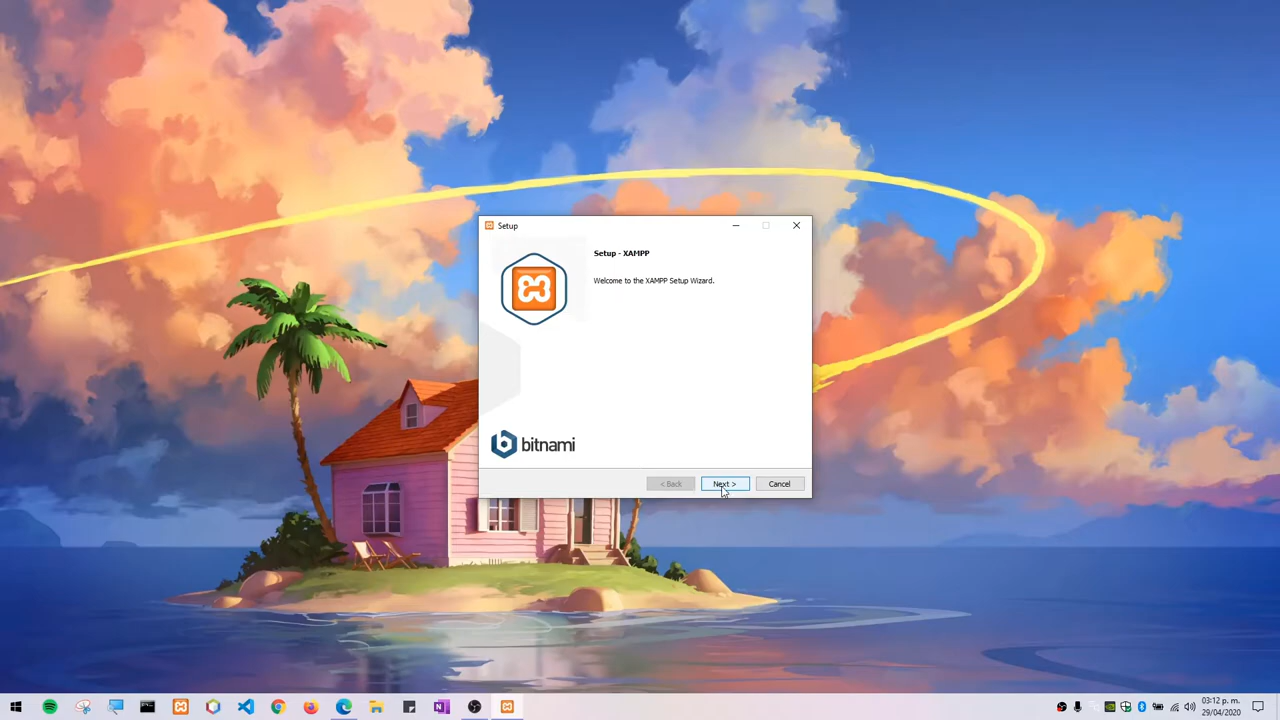 Setup
Setup - XAMPP
Welcome to the XAMPP Setup Wizard.
bitnami
< Back
Next >
Cancel
03:12 p. m.
29/04/2020